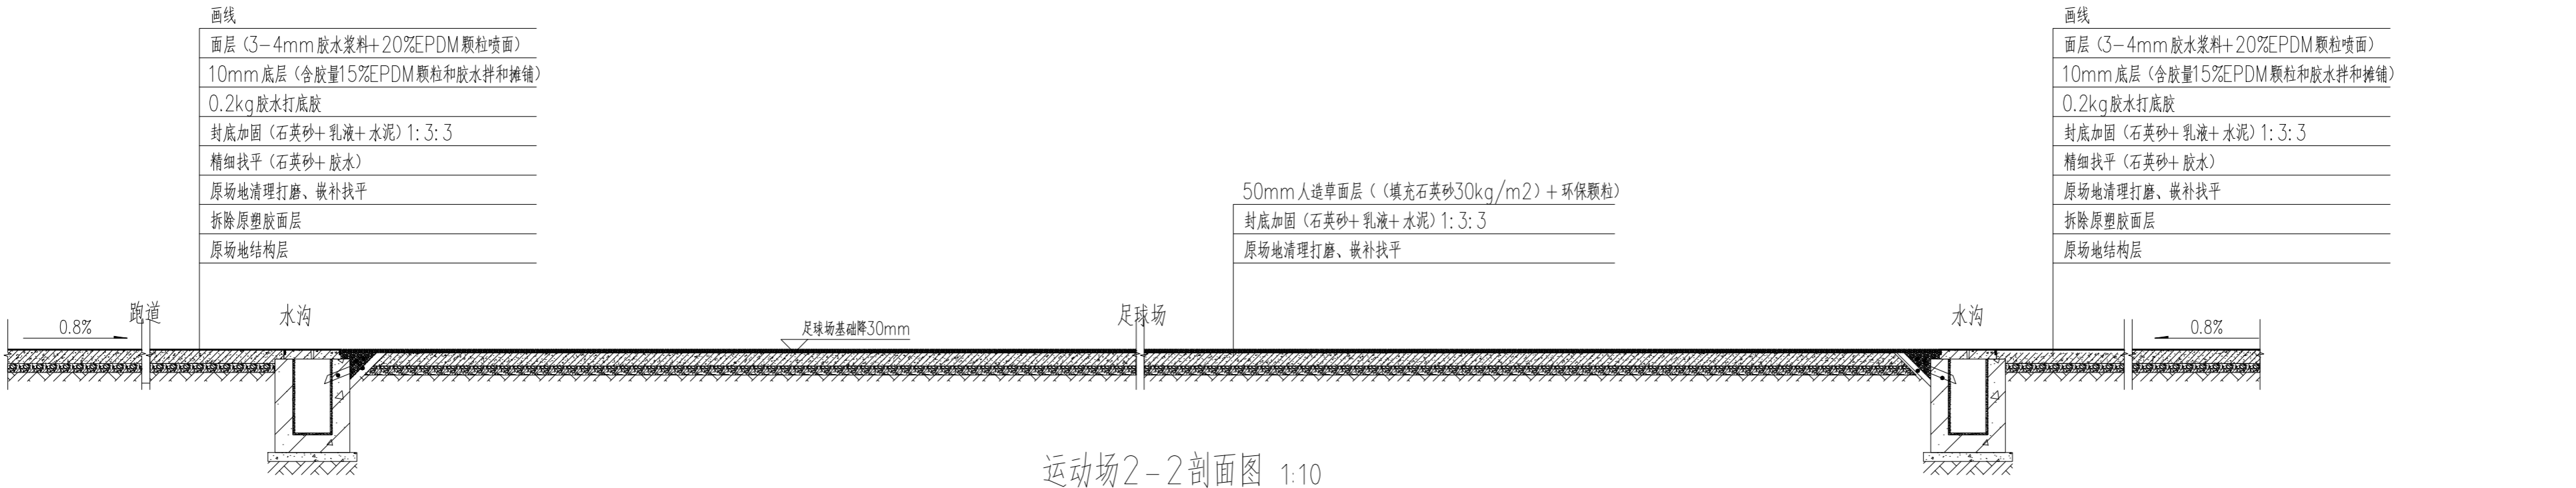 画线
面层（3-4mm胶水浆料+20%EPDM颗粒喷面）
10mm底层（含胶量15%EPDM颗粒和胶水拌和摊铺）
0.2kg胶水打底胶
封底加固（石英砂+乳液+水泥）1:3:3
精细找平（石英砂+胶水）
原场地清理打磨、嵌补找平
拆除原塑胶面层
原场地结构层
50mm人造草面层（（填充石英砂30kg/m2）+环保颗粒）
封底加固（石英砂+乳液+水泥）1:3:3
原场地清理打磨、嵌补找平
画线
面层（3-4mm胶水浆料+20%EPDM颗粒喷面）
10mm底层（含胶量15%EPDM颗粒和胶水拌和摊铺）
0.2kg胶水打底胶
封底加固（石英砂+乳液+水泥）1:3:3
精细找平（石英砂+胶水）
原场地清理打磨、嵌补找平
拆除原塑胶面层
原场地结构层
跑道
0.8%
水沟
足球场基础降30mm
足球场
水沟
0.8%
运动场2-2剖面图 1:10